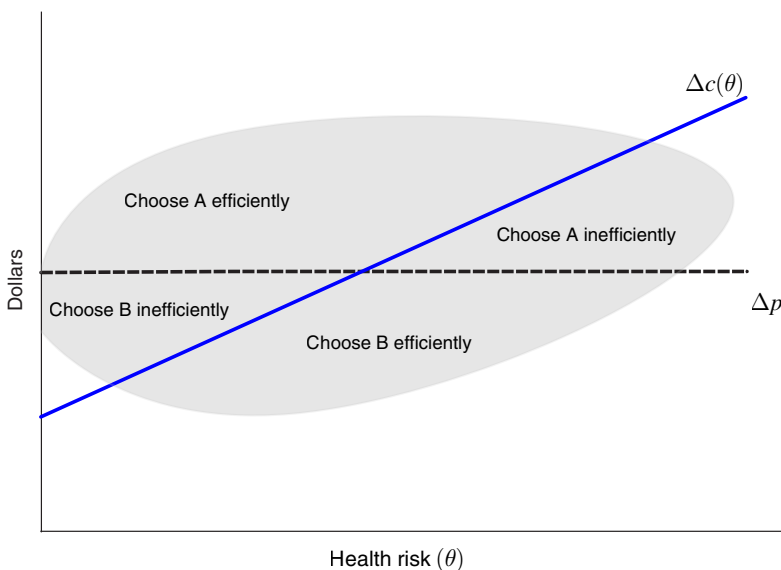 Δc(θ)
Choose A efficiently
Choose A inefficiently
Dollars
Choose B inefficiently
Δp
Choose B efficiently
Health risk (θ)